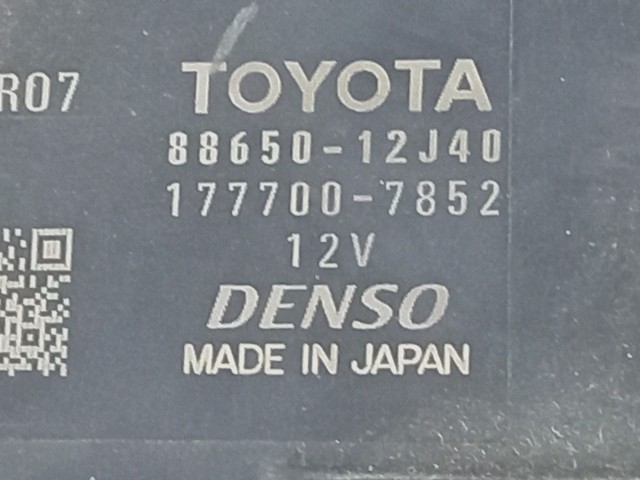 R07
TOYOTA
88650-12J40
177700-7852
12V
DENSO
MADE IN JAPAN